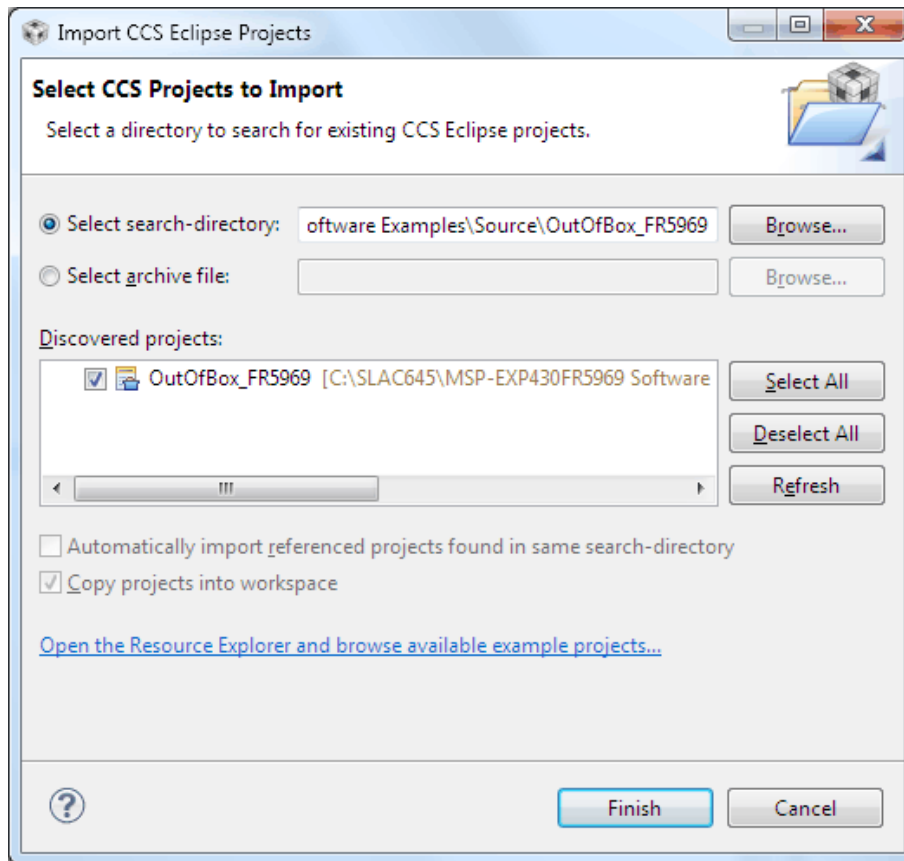 Import CCS Eclipse Projects
Select CCS Projects to Import
Select a directory to search for existing CCS Eclipse projects.
Select search-directory: oftware Examples\Source\OutOfBox_FR5969 Browse...
Select archive file: Browse...
Discovered projects:
OutOfBox_FR5969 [C:\SLAC645\MSP-EXP430FR5969 Software
Select All
Deselect All
Refresh
Automatically import referenced projects found in same search-directory
Copy projects into workspace
Open the Resource Explorer and browse available example projects...
? Finish Cancel